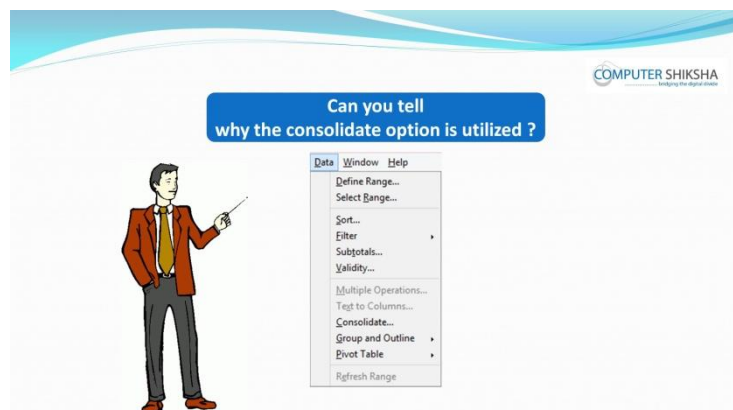 COMPUTER SHIKSHA
bridging the digital divide
Can you tell
why the consolidate option is utilized ?
Data Window Help
Define Range...
Select Range...
Sort...
Filter
Subtotals...
Validity...
Multiple Operations...
Text to Columns...
Consolidate...
Group and Outline
Pivot Table
Refresh Range